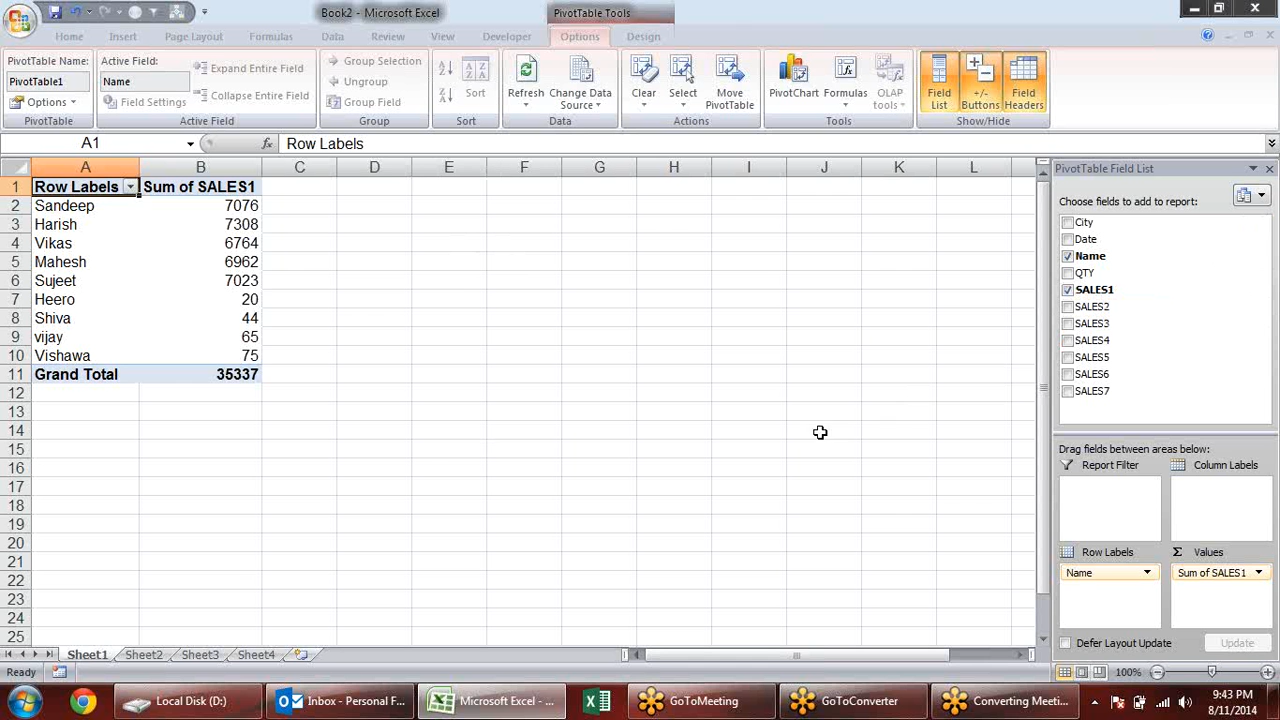 Book2 - Microsoft Excel
PivotTable Tools
Home Insert Page Layout Formulas Data Review View Developer Options Design
PivotTable Name:
PivotTable1
Options
PivotTable
Active Field:
Name
Field Settings
Expand Entire Field
Collapse Entire Field
Active Field
Group Selection
Ungroup
Group Field
Group
Sort
Sort
Refresh
Change Data Source
Data
Clear
Select
Move PivotTable
Actions
PivotChart
Formulas
OLAP tools
Tools
Field List
+/- Buttons
Field Headers
Show/Hide
A1
fx
Row Labels
A B C D E F G H I J K L
1 Row Labels Sum of SALES1
2 Sandeep 7076
3 Harish 7308
4 Vikas 6764
5 Mahesh 6962
6 Sujeet 7023
7 Heero 20
8 Shiva 44
9 vijay 65
10 Vishawa 75
11 Grand Total 35337
12
13
14
15
16
17
18
19
20
21
22
23
24
25
PivotTable Field List
Choose fields to add to report:
City
Date
Name
QTY
SALES1
SALES2
SALES3
SALES4
SALES5
SALES6
SALES7
Drag fields between areas below:
Report Filter Column Labels
Row Labels Σ Values
Name Sum of SALES1
Defer Layout Update Update
Sheet1 Sheet2 Sheet3 Sheet4
Ready
100%
Local Disk (D:)
Inbox - Personal F...
Microsoft Excel - ...
GoToMeeting
GoToConverter
Converting Meeti...
9:43 PM
8/11/2014